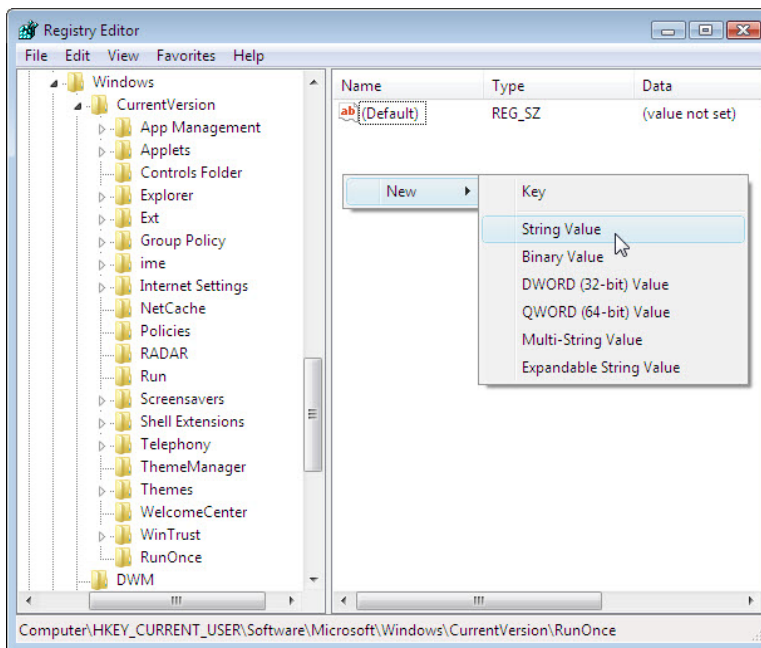 Registry Editor
File Edit View Favorites Help
Windows
CurrentVersion
App Management
Applets
Controls Folder
Explorer
Ext
Group Policy
ime
Internet Settings
NetCache
Policies
RADAR
Run
Screensavers
Shell Extensions
Telephony
ThemeManager
Themes
WelcomeCenter
WinTrust
RunOnce
DWM
Name Type Data
ab (Default) REG_SZ (value not set)
New
Key
String Value
Binary Value
DWORD (32-bit) Value
QWORD (64-bit) Value
Multi-String Value
Expandable String Value
Computer\HKEY_CURRENT_USER\Software\Microsoft\Windows\CurrentVersion\RunOnce